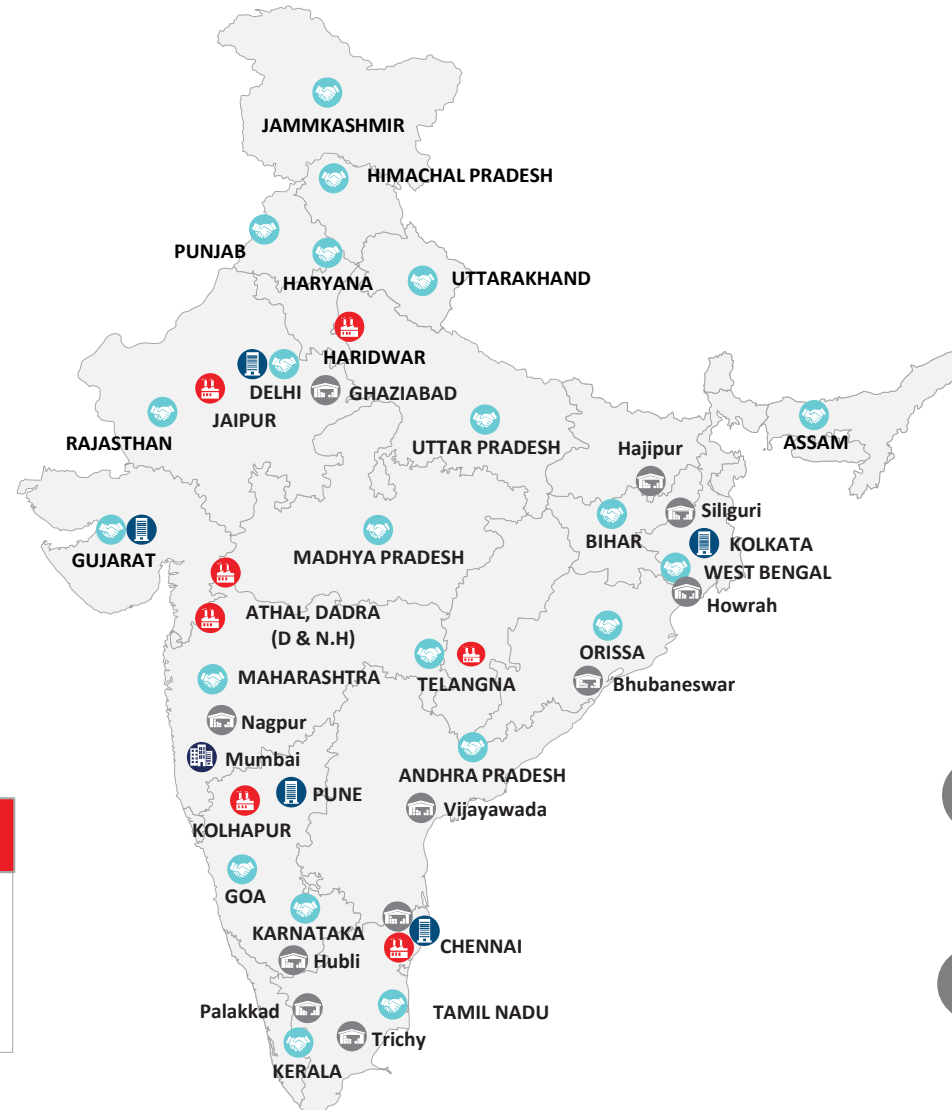 JAMMKASHMIR
HIMACHAL PRADESH
PUNJAB
HARYANA
UTTARAKHAND
HARIDWAR
DELHI
GHAZIABAD
JAIPUR
RAJASTHAN
UTTAR PRADESH
ASSAM
Hajipur
Siliguri
BIHAR
KOLKATA
GUJARAT
MADHYA PRADESH
WEST BENGAL
Howrah
ATHAL, DADRA
(D & N.H)
ORISSA
MAHARASHTRA
TELANGNA
Bhubaneswar
Nagpur
Mumbai
ANDHRA PRADESH
PUNE
Vijayawada
KOLHAPUR
GOA
KARNATAKA
CHENNAI
Hubli
Palakkad
TAMIL NADU
Trichy
KERALA